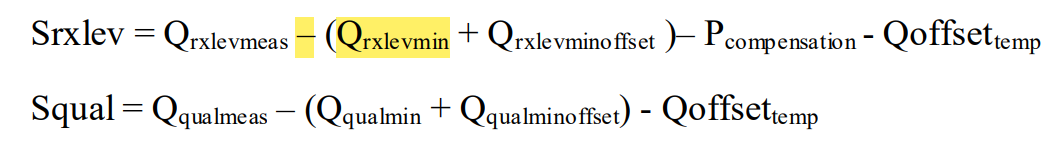 Srxlev = Qrxlevmeas – (Qrxlevmin + Qrxlevminoffset )– Pcompensation - Qoffsettemp
Squal = Qqualmeas – (Qqualmin + Qqualminoffset) - Qoffsettemp